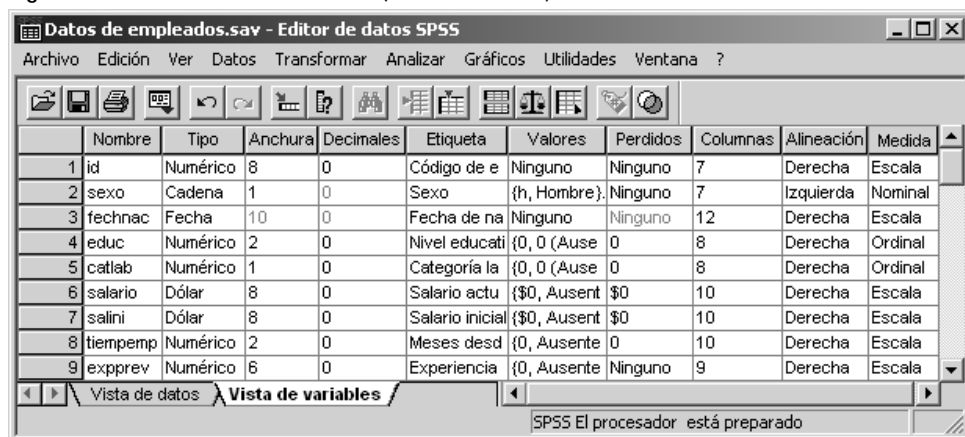 Datos de empleados.sav - Editor de datos SPSS
Archivo Edición Ver Datos Transformar Analizar Gráficos Utilidades Ventana ?
Nombre Tipo Anchura Decimales Etiqueta Valores Perdidos Columnas Alineación Medida
1 id Numérico 8 0 Código de e Ninguno Ninguno 7 Derecha Escala
2 sexo Cadena 1 0 Sexo {h, Hombre}. Ninguno 7 Izquierda Nominal
3 fechnac Fecha 10 0 Fecha de na Ninguno Ninguno 12 Derecha Escala
4 educ Numérico 2 0 Nivel educati {0, 0 (Ause 0 8 Derecha Ordinal
5 catlab Numérico 1 0 Categoría la {0, 0 (Ause 0 8 Derecha Ordinal
6 salario Dólar 8 0 Salario actu {$0, Ausent $0 10 Derecha Escala
7 salini Dólar 8 0 Salario inicial {$0, Ausent $0 10 Derecha Escala
8 tiempemp Numérico 2 0 Meses desd {0, Ausente 0 10 Derecha Escala
9 expprev Numérico 6 0 Experiencia {0, Ausente Ninguno 9 Derecha Escala
Vista de datos Vista de variables
SPSS El procesador está preparado